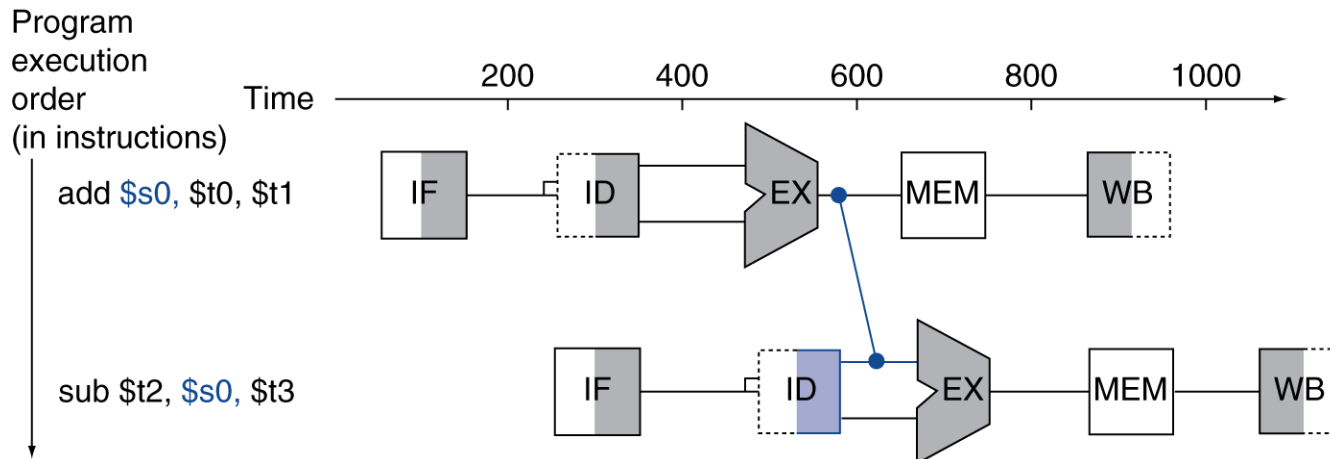 Program
execution
order
(in instructions)
Time
200 400 600 800 1000
add $s0, $t0, $t1
IF ID EX MEM WB
sub $t2, $s0, $t3
IF ID EX MEM WB